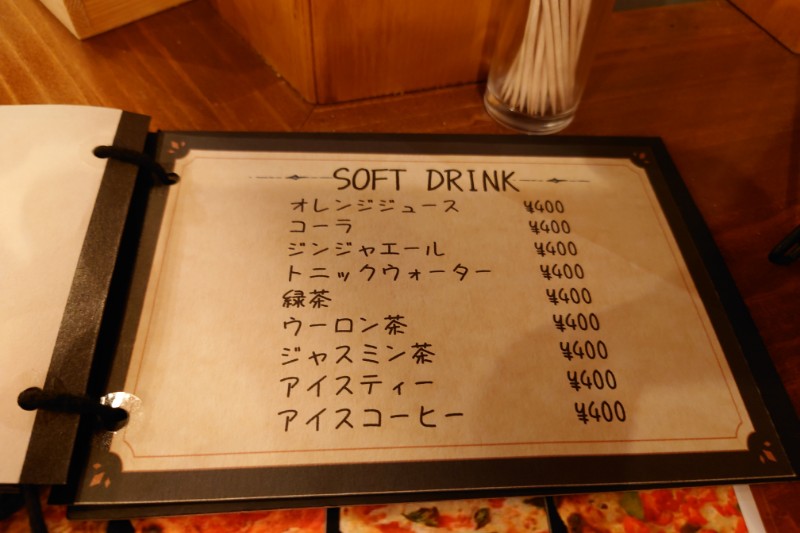 SOFT DRINK
オレンジジュース ¥400
コーラ ¥400
ジンジャエール ¥400
トニックウォーター ¥400
緑茶 ¥400
ウーロン茶 ¥400
ジャスミン茶 ¥400
アイスティー ¥400
アイスコーヒー ¥400